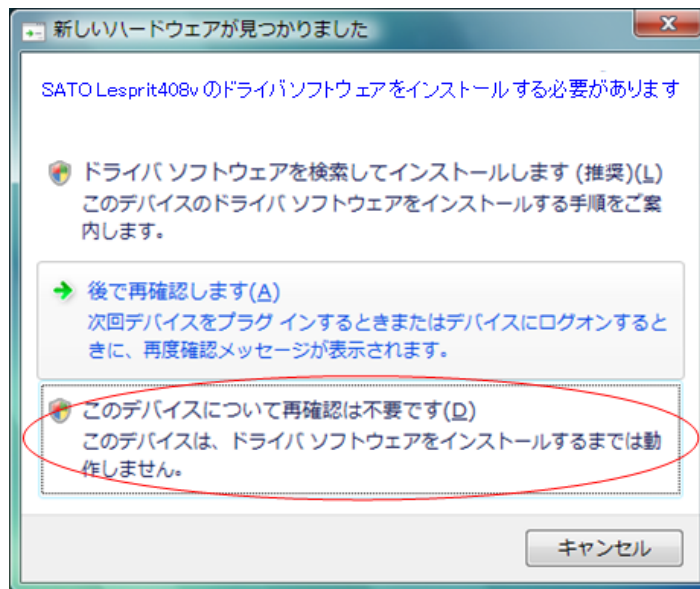 新しいハードウェアが見つかりました
SATO Lesprit408v のドライバソフトウェアをインストールする必要があります
ドライバ ソフトウェアを検索してインストールします (推奨)(L)
このデバイスのドライバ ソフトウェアをインストールする手順をご案
内します。
後で再確認します(A)
次回デバイスをプラグ インするときまたはデバイスにログオンすると
きに、再度確認メッセージが表示されます。
このデバイスについて再確認は不要です(D)
このデバイスは、ドライバ ソフトウェアをインストールするまでは動
作しません。
キャンセル